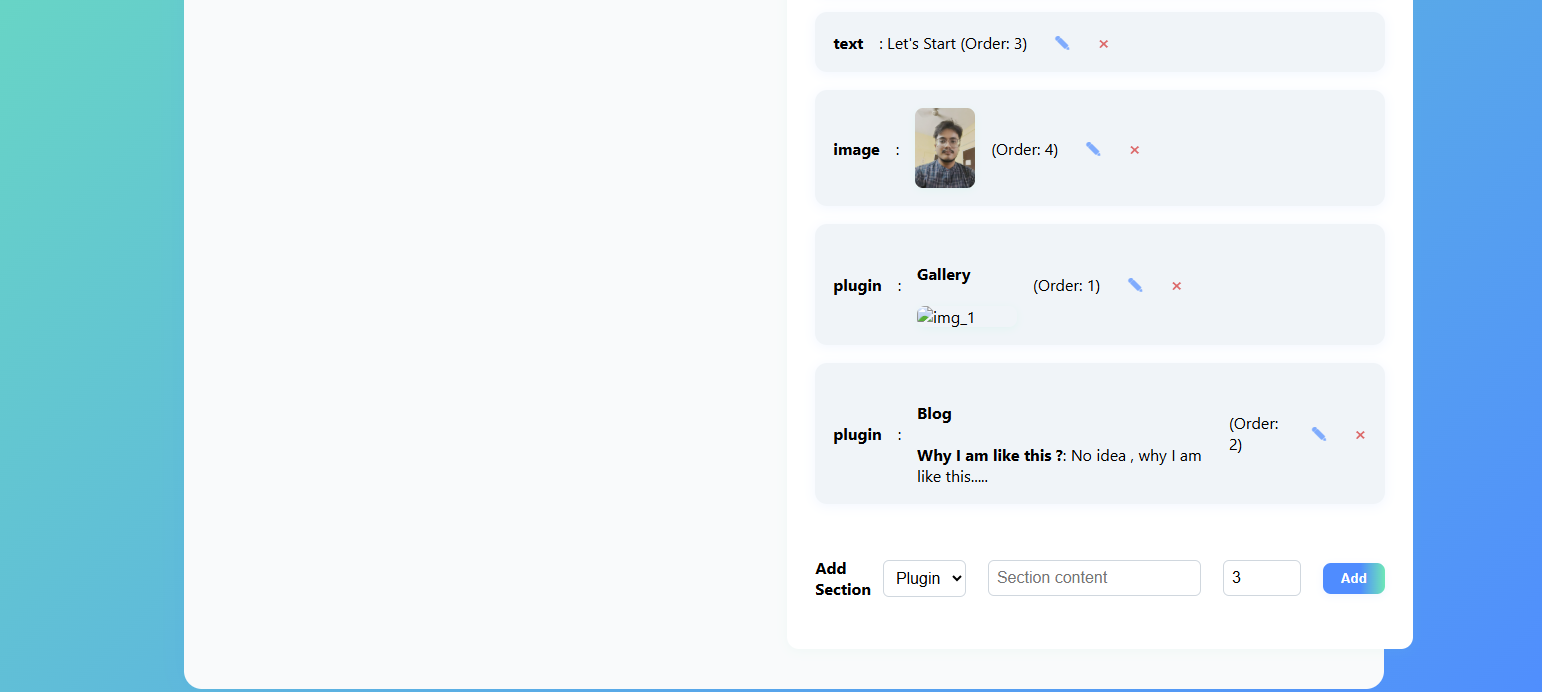 text : Let's Start (Order: 3)
image : (Order: 4)
Gallery
plugin : (Order: 1)
img_1
Blog
plugin : (Order:
2)
Why I am like this ?: No idea , why I am
like this.....
Add
Section
Plugin
Section content
3
Add